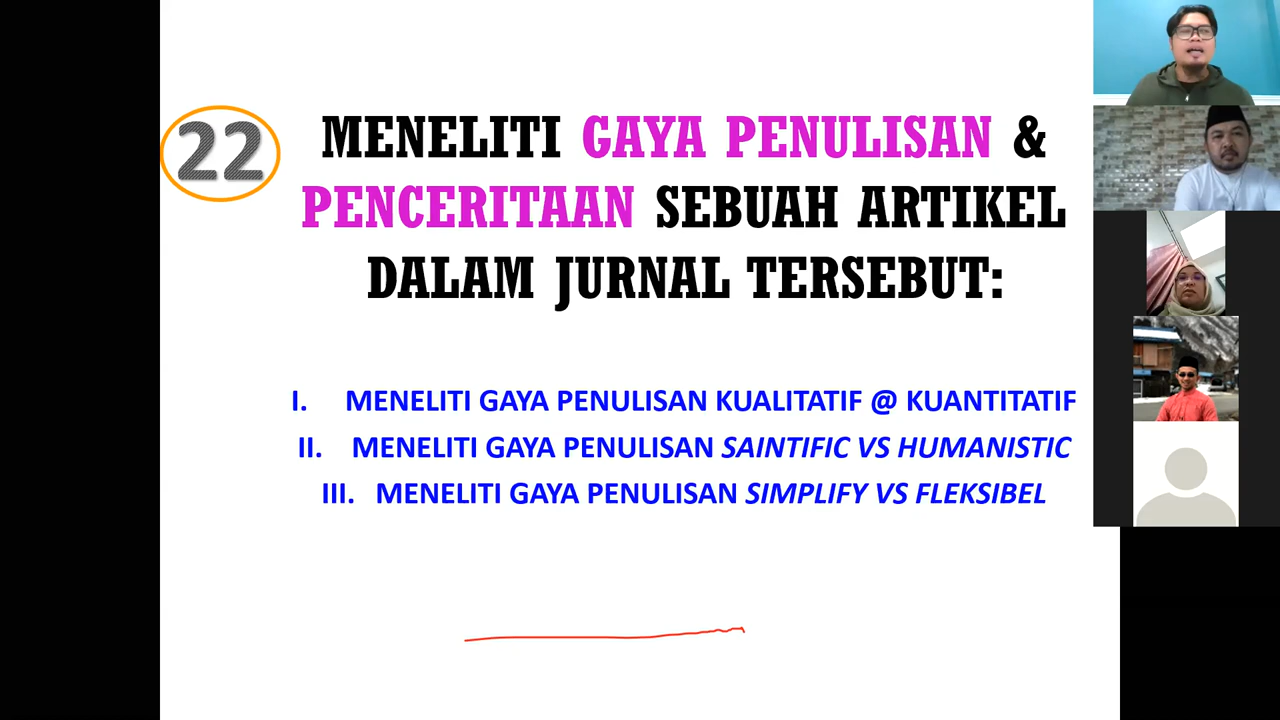 22
MENELITI GAYA PENULISAN &
PENCERITAAN SEBUAH ARTIKEL
DALAM JURNAL TERSEBUT:
I. MENELITI GAYA PENULISAN KUALITATIF @ KUANTITATIF
II. MENELITI GAYA PENULISAN SAINTIFIC VS HUMANISTIC
III. MENELITI GAYA PENULISAN SIMPLIFY VS FLEKSIBEL